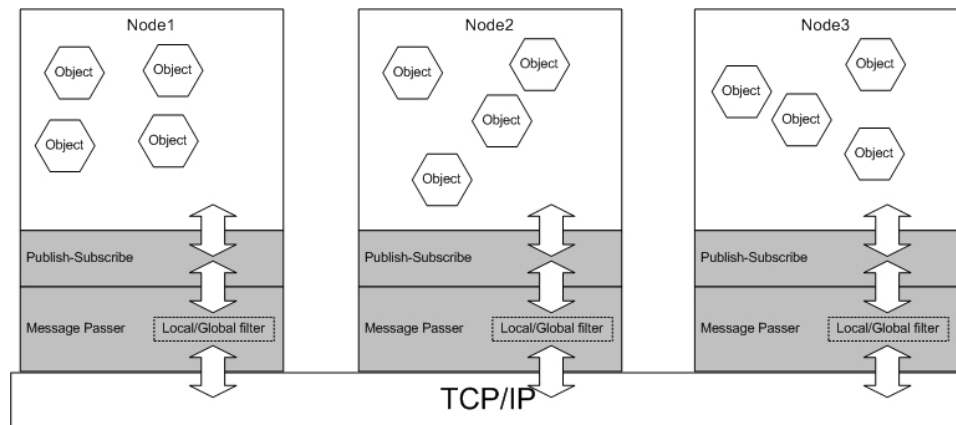 Node1
Object
Object
Object
Object
Publish-Subscribe
Message Passer
Local/Global filter
Node2
Object
Object
Object
Object
Publish-Subscribe
Message Passer
Local/Global filter
Node3
Object
Object
Object
Object
Publish-Subscribe
Message Passer
Local/Global filter
TCP/IP